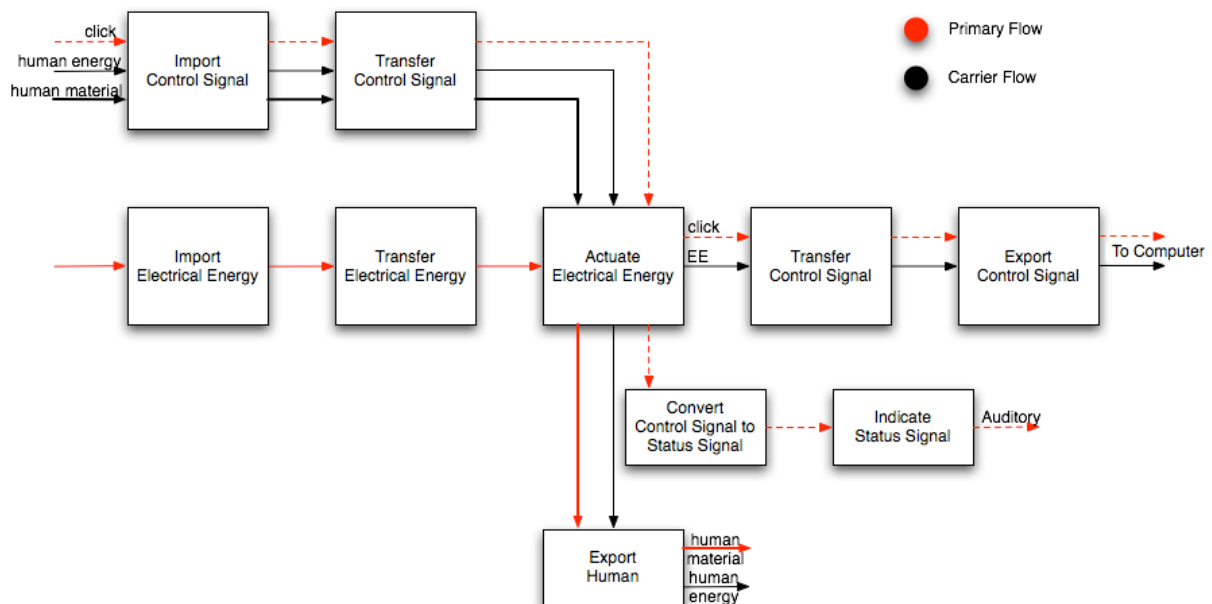 click
human energy
human material
Import
Control Signal
Transfer
Control Signal
Primary Flow
Carrier Flow
Import
Electrical Energy
Transfer
Electrical Energy
Actuate
Electrical Energy
click
EE
Transfer
Control Signal
Export
Control Signal
To Computer
Convert
Control Signal to
Status Signal
Indicate
Status Signal
Auditory
Export
Human
human
material
human
energy